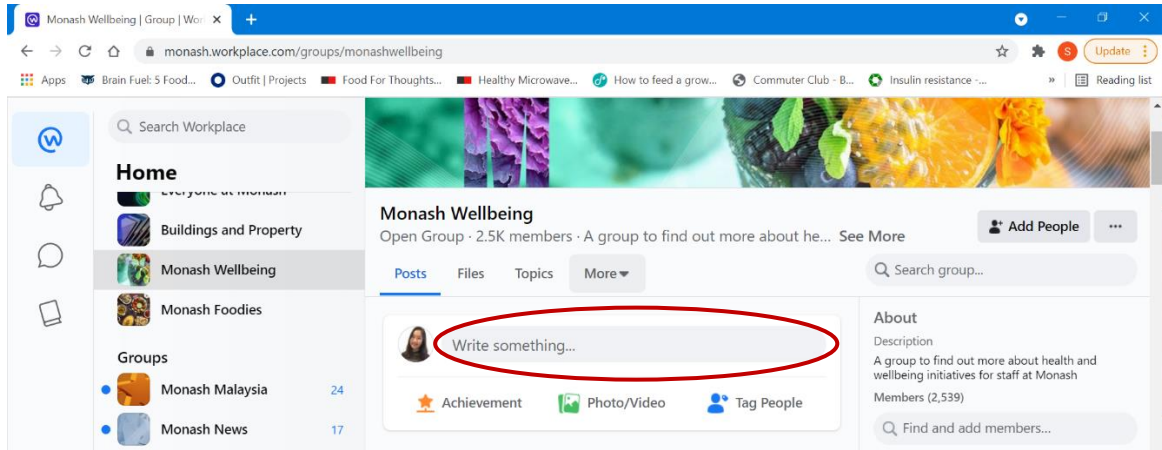 Monash Wellbeing | Group | Wor
monash.workplace.com/groups/monashwellbeing
S
Update
Apps
Brain Fuel: 5 Food...
Outfit | Projects
Food For Thoughts...
Healthy Microwave...
How to feed a grow...
Commuter Club - B...
Insulin resistance -...
»
Reading list
Search Workplace
Home
Everyone at Monash
Buildings and Property
Monash Wellbeing
Monash Foodies
Groups
Monash Malaysia 24
Monash News 17
Monash Wellbeing
Open Group · 2.5K members · A group to find out more about he... See More
Add People
Posts Files Topics More
Search group...
Write something...
Achievement Photo/Video Tag People
About
Description
A group to find out more about health and
wellbeing initiatives for staff at Monash
Members (2,539)
Find and add members...